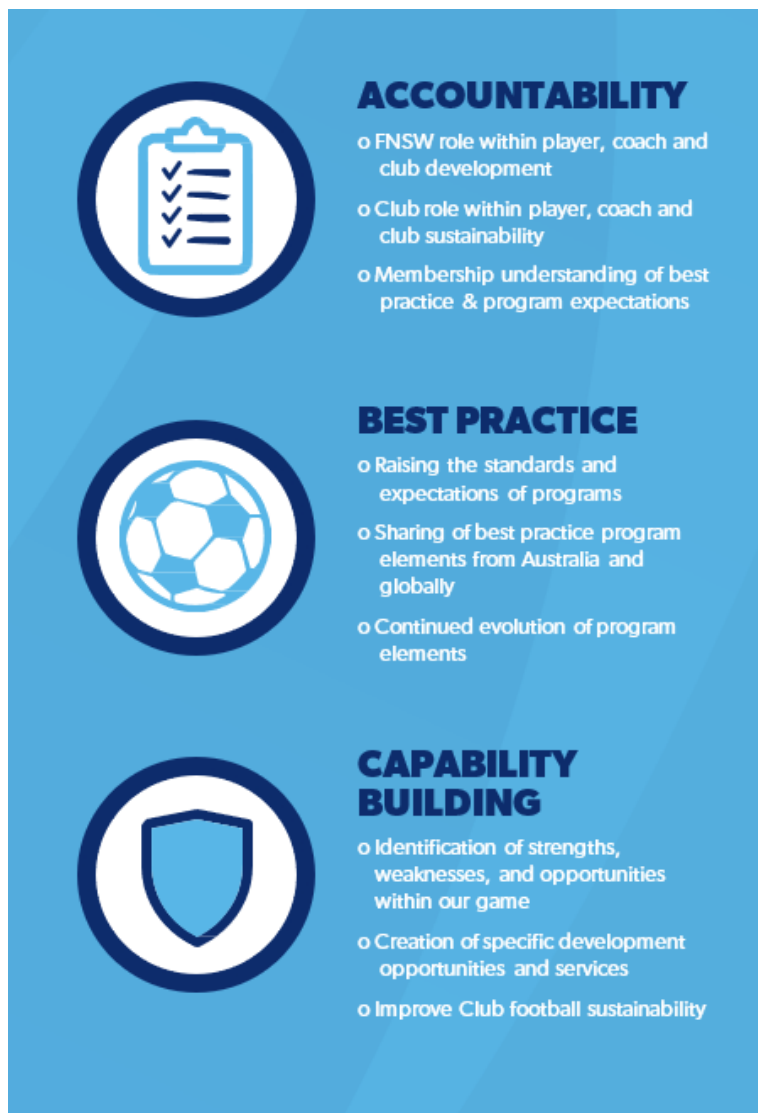 ACCOUNTABILITY
o FNSW role within player, coach and
club development
o Club role within player, coach and
club sustainability
o Membership understanding of best
practice & program expectations
BEST PRACTICE
o Raising the standards and
expectations of programs
o Sharing of best practice program
elements from Australia and
globally
o Continued evolution of program
elements
CAPABILITY
BUILDING
o Identification of strengths,
weaknesses, and opportunities
within our game
o Creation of specific development
opportunities and services
o Improve Club football sustainability